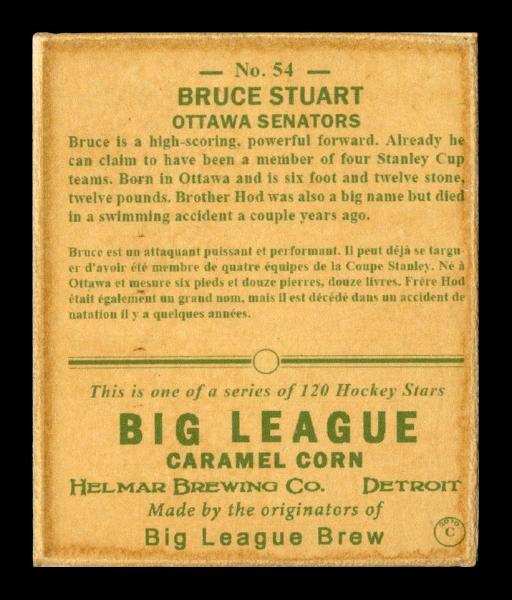 — No. 54 —
BRUCE STUART
OTTAWA SENATORS
Bruce is a high-scoring, powerful forward. Already he
can claim to have been a member of four Stanley Cup
teams. Born in Ottawa and is six foot and twelve stone,
twelve pounds. Brother Hod was also a big name but died
in a swimming accident a couple years ago.
Bruce est un attaquant puissant et performant. Il peut déjà se targu-
er d'avoir été membre de quatre équipes de la Coupe Stanley. Né à
Ottawa et mesure six pieds et douze pierres, douze livres. Frère Hod
était également un grand nom, mais il est décédé dans un accident de
natation il y a quelques années.
This is one of a series of 120 Hockey Stars
BIG LEAGUE
CARAMEL CORN
HELMAR BREWING CO. DETROIT
Made by the originators of
Big League Brew
C